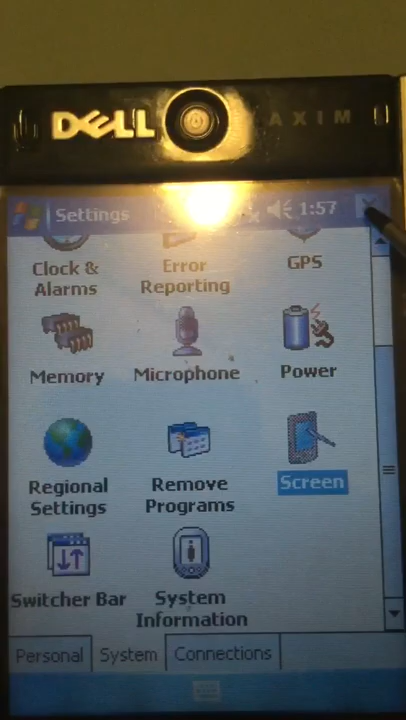 DELL AXIM
Settings 1:57
Clock &
Alarms
Error
Reporting
GPS
Memory
Microphone
Power
Regional
Settings
Remove
Programs
Screen
Switcher Bar
System
Information
Personal System Connections